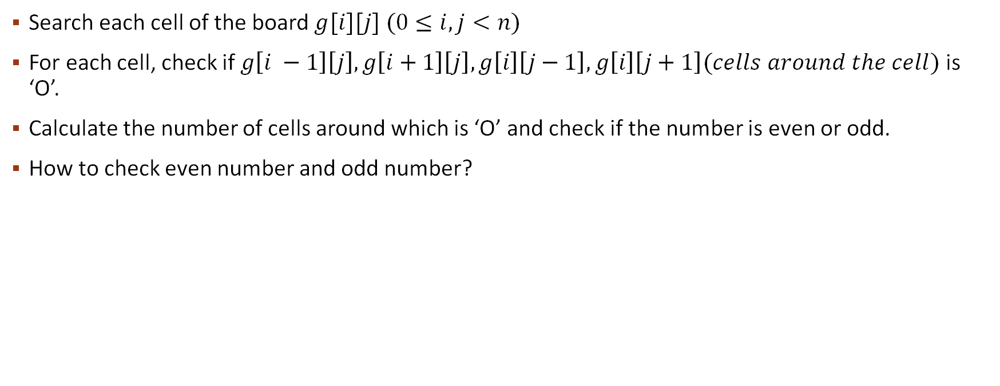 ▪ Search each cell of the board g[i][j] (0 ≤ i, j < n)
▪ For each cell, check if g[i − 1][j], g[i + 1][j], g[i][j − 1], g[i][j + 1](cells around the cell) is
‘O’.
▪ Calculate the number of cells around which is ‘O’ and check if the number is even or odd.
▪ How to check even number and odd number?